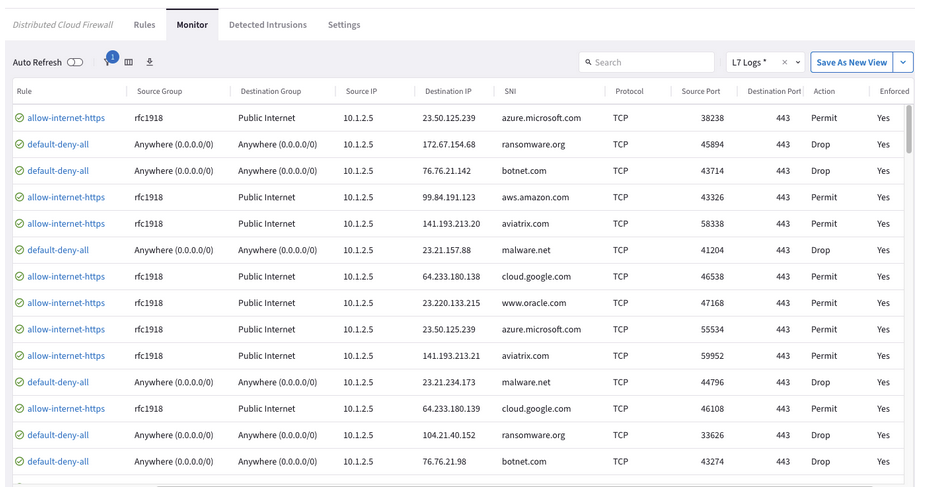 Distributed Cloud Firewall Rules Monitor Detected Intrusions Settings
1
Auto Refresh Search L7 Logs * Save As New View
Rule Source Group Destination Group Source IP Destination IP SNI Protocol Source Port Destination Port Action Enforced
allow-internet-https rfc1918 Public Internet 10.1.2.5 23.50.125.239 azure.microsoft.com TCP 38238 443 Permit Yes
default-deny-all Anywhere (0.0.0.0/0) Anywhere (0.0.0.0/0) 10.1.2.5 172.67.154.68 ransomware.org TCP 45894 443 Drop Yes
default-deny-all Anywhere (0.0.0.0/0) Anywhere (0.0.0.0/0) 10.1.2.5 76.76.21.142 botnet.com TCP 43714 443 Drop Yes
allow-internet-https rfc1918 Public Internet 10.1.2.5 99.84.191.123 aws.amazon.com TCP 43326 443 Permit Yes
allow-internet-https rfc1918 Public Internet 10.1.2.5 141.193.213.20 aviatrix.com TCP 58338 443 Permit Yes
default-deny-all Anywhere (0.0.0.0/0) Anywhere (0.0.0.0/0) 10.1.2.5 23.21.157.88 malware.net TCP 41204 443 Drop Yes
allow-internet-https rfc1918 Public Internet 10.1.2.5 64.233.180.138 cloud.google.com TCP 46538 443 Permit Yes
allow-internet-https rfc1918 Public Internet 10.1.2.5 23.220.133.215 www.oracle.com TCP 47168 443 Permit Yes
allow-internet-https rfc1918 Public Internet 10.1.2.5 23.50.125.239 azure.microsoft.com TCP 55534 443 Permit Yes
allow-internet-https rfc1918 Public Internet 10.1.2.5 141.193.213.21 aviatrix.com TCP 59952 443 Permit Yes
default-deny-all Anywhere (0.0.0.0/0) Anywhere (0.0.0.0/0) 10.1.2.5 23.21.234.173 malware.net TCP 44796 443 Drop Yes
allow-internet-https rfc1918 Public Internet 10.1.2.5 64.233.180.139 cloud.google.com TCP 46108 443 Permit Yes
default-deny-all Anywhere (0.0.0.0/0) Anywhere (0.0.0.0/0) 10.1.2.5 104.21.40.152 ransomware.org TCP 33626 443 Drop Yes
default-deny-all Anywhere (0.0.0.0/0) Anywhere (0.0.0.0/0) 10.1.2.5 76.76.21.98 botnet.com TCP 43274 443 Drop Yes